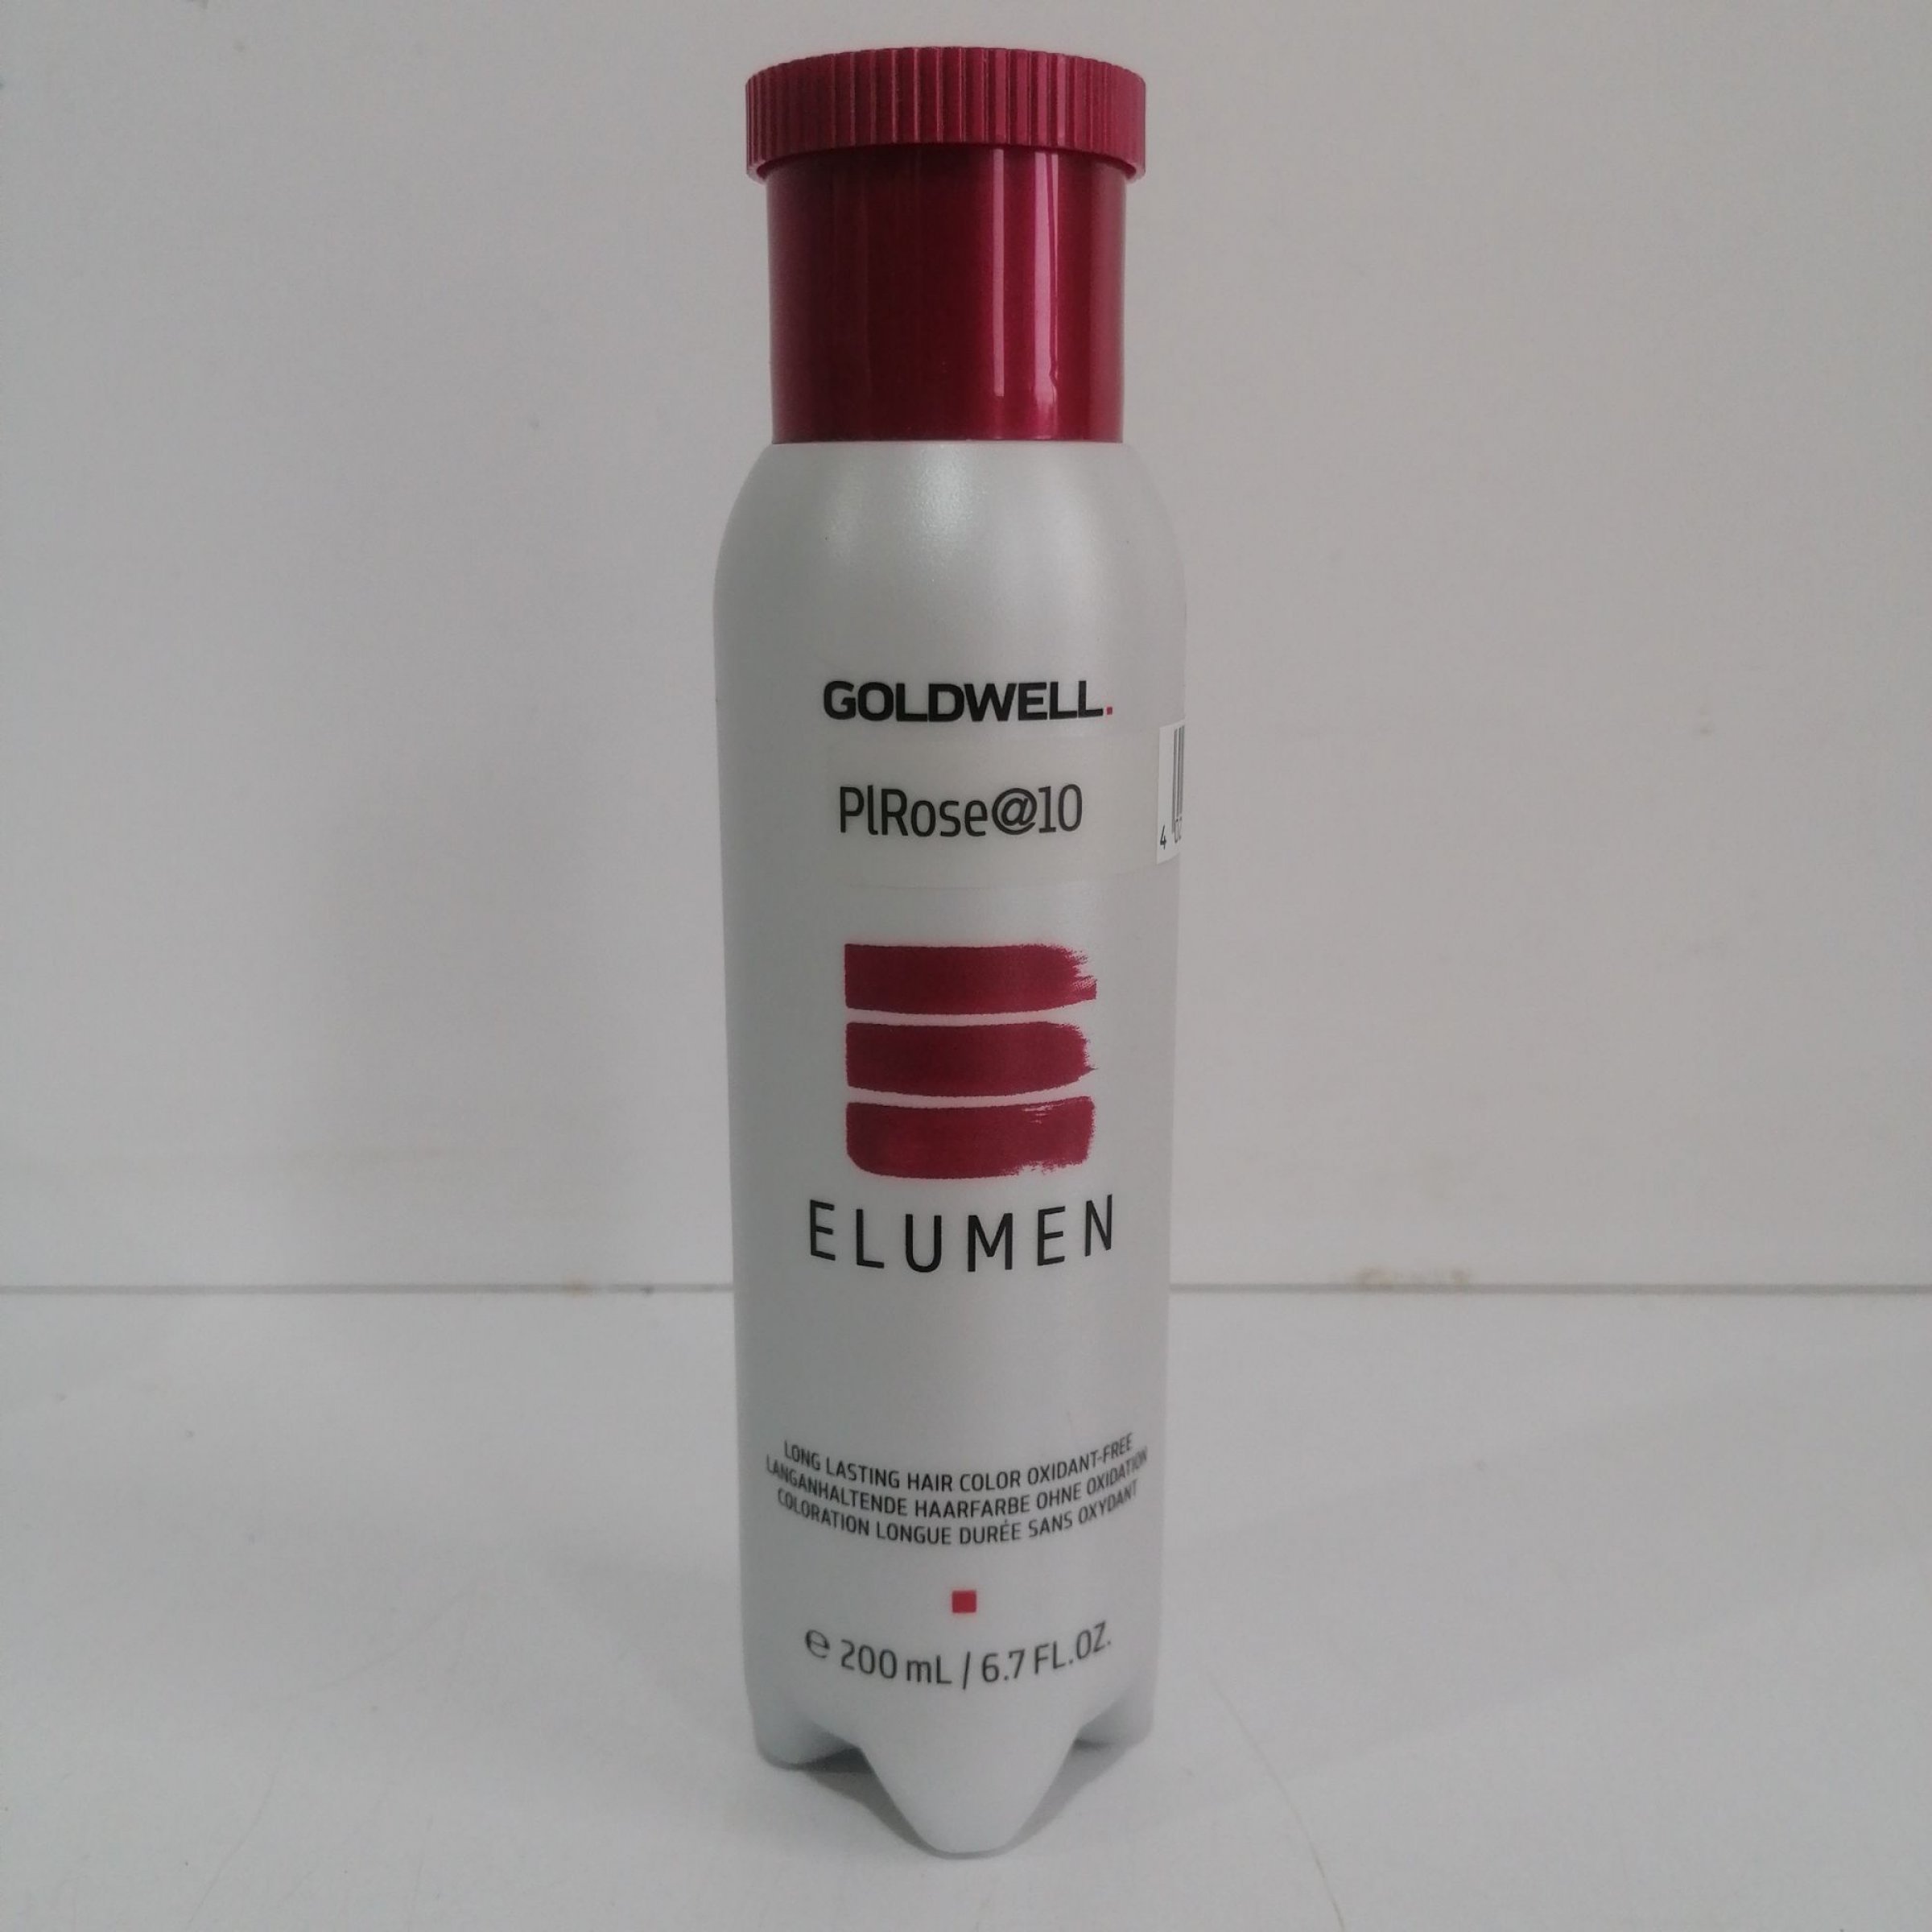 GOLDWELL.
PlRose@10
4
ELUMEN
LONG LASTING HAIR COLOR OXIDANT-FREE
LANGANHALTENDE HAARFARBE OHNE OXIDATION
COLORATION LONGUE DURÉE SANS OXYDANT
℮ 200 mL / 6.7 FL.OZ.